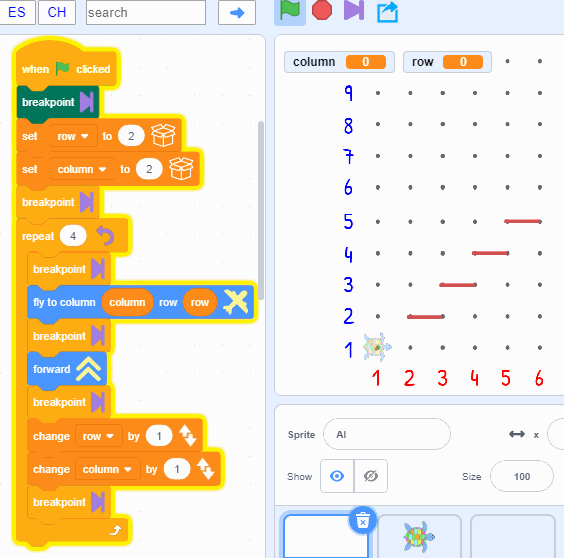 ES CH search
when clicked
breakpoint
set row to 2
set column to 2
breakpoint
repeat 4
breakpoint
fly to column column row row
breakpoint
forward
breakpoint
change row by 1
change column by 1
breakpoint
column 0 row 0
9
8
7
6
5
4
3
2
1
1 2 3 4 5 6
Sprite Al x
Show Size 100